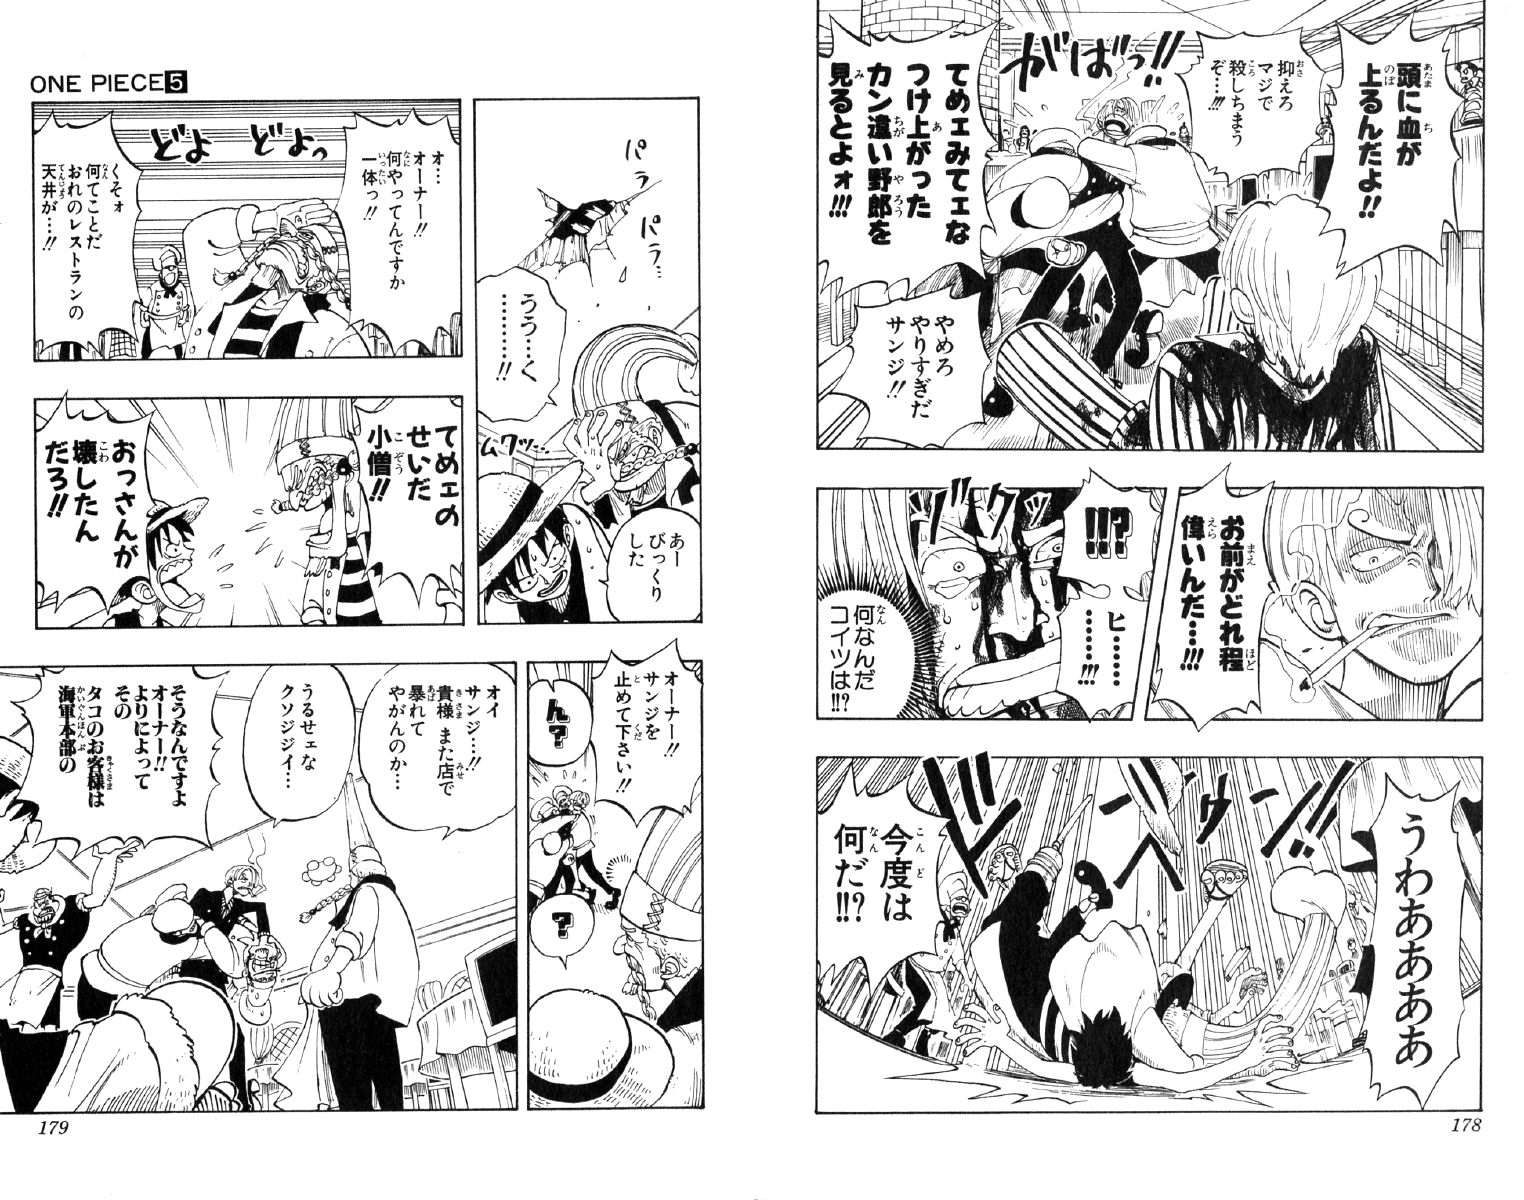 頭に血が
上るんだよ!!
抑えろ
マジで
殺しちまう
ぞ…!!!
がばっ!!
てめェみてェな
つけ上がった
カン違い野郎を
見るとよォ!!!
やめろ
やりすぎだ
サンジ!!
お前がどれ程
偉いんだ…!!!
!!!?
ヒ………
………!!!
ギクッ
何なんだ
コイツは!!?
うわああああ
ドーーウン!!
今度は
何だ!!?
178
ONE PIECE5
パラ
パラ…
うう…く
………!!
ムクッ…
あー
びっくり
した
オ…
オーナー!!
何やってんですか
一体っ!!
どよ どよっ
くそォ
何てことだ
おれのレストランの
天井が…!!
てめェの
せいだ
小僧!!
おっさんが
壊したん
だろ!!
オーナー!!
サンジを
止めて下さい!!
ん?
?
オイ
サンジ…!!
貴様 また店で
暴れて
やがんのか…
うるせェな
クソジジイ…
そうなんですよ
オーナー!!
よりによって
その
タコのお客様は
海軍本部の
179